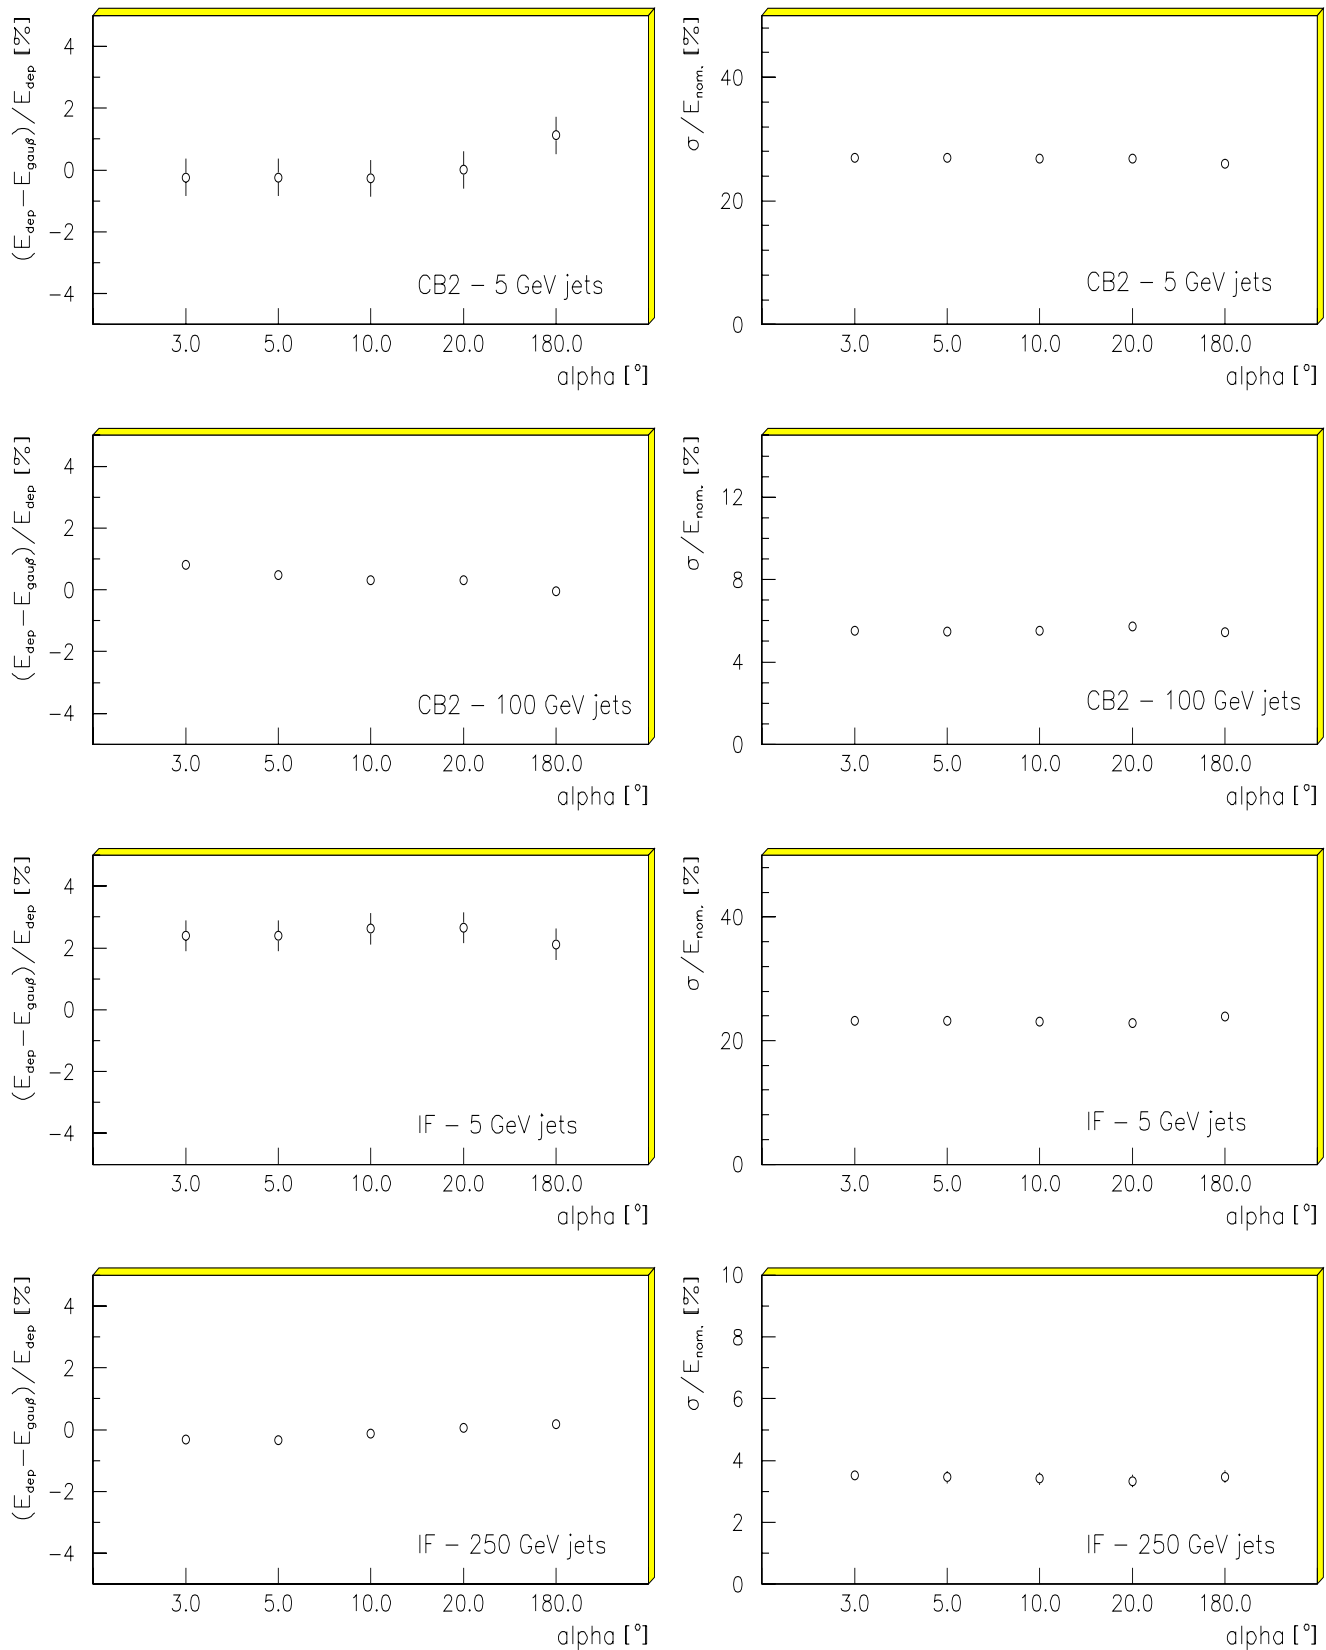 (E_dep−E_gauβ)/E_dep [%]
4
2
0
−2
−4
CB2 − 5 GeV jets
3.0 5.0 10.0 20.0 180.0
alpha [°]
σ/E_nom. [%]
40
20
0
CB2 − 5 GeV jets
3.0 5.0 10.0 20.0 180.0
alpha [°]
(E_dep−E_gauβ)/E_dep [%]
4
2
0
−2
−4
CB2 − 100 GeV jets
3.0 5.0 10.0 20.0 180.0
alpha [°]
σ/E_nom. [%]
12
8
4
0
CB2 − 100 GeV jets
3.0 5.0 10.0 20.0 180.0
alpha [°]
(E_dep−E_gauβ)/E_dep [%]
4
2
0
−2
−4
IF − 5 GeV jets
3.0 5.0 10.0 20.0 180.0
alpha [°]
σ/E_nom. [%]
40
20
0
IF − 5 GeV jets
3.0 5.0 10.0 20.0 180.0
alpha [°]
(E_dep−E_gauβ)/E_dep [%]
4
2
0
−2
−4
IF − 250 GeV jets
3.0 5.0 10.0 20.0 180.0
alpha [°]
σ/E_nom. [%]
10
8
6
4
2
0
IF − 250 GeV jets
3.0 5.0 10.0 20.0 180.0
alpha [°]